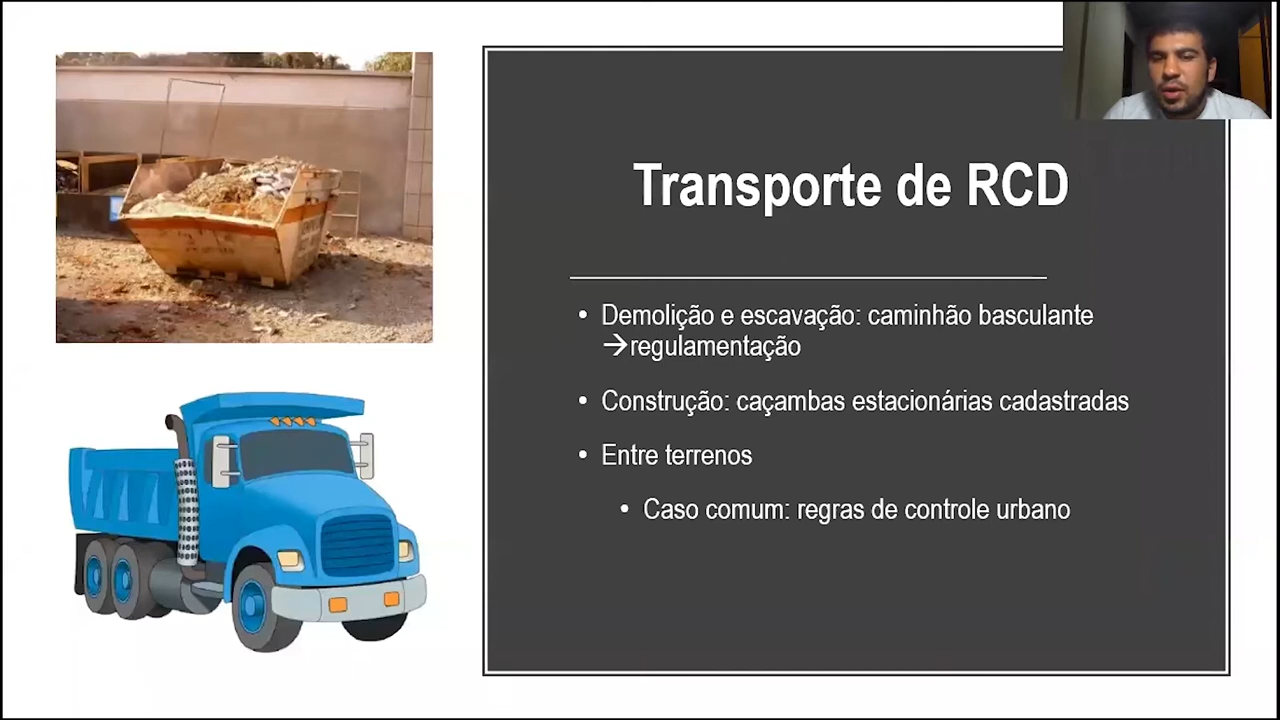 Transporte de RCD
• Demolição e escavação: caminhão basculante
→regulamentação
• Construção: caçambas estacionárias cadastradas
• Entre terrenos
• Caso comum: regras de controle urbano